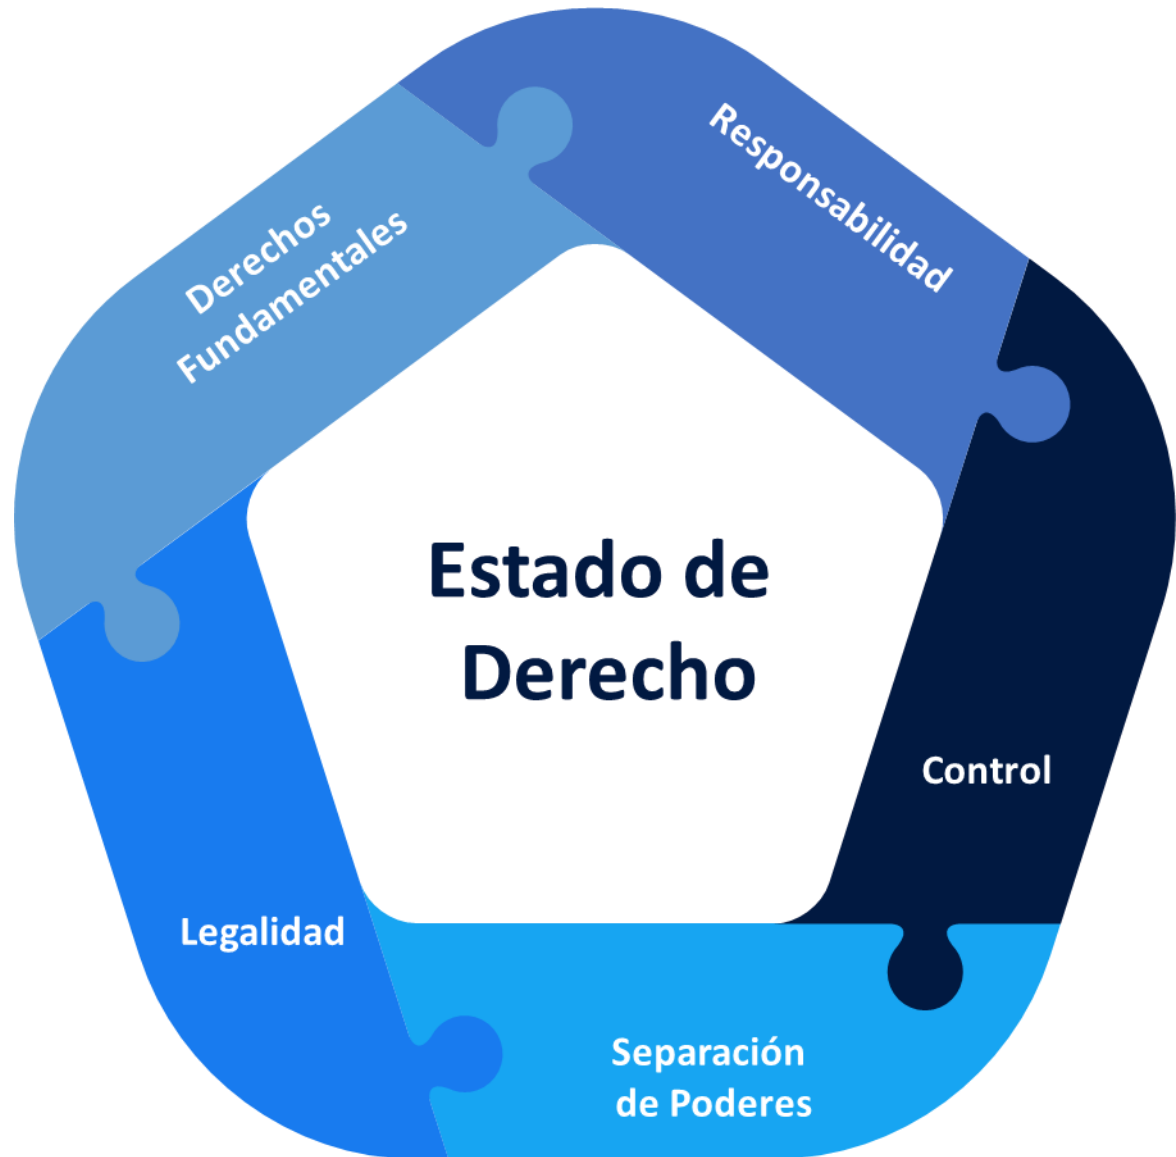 Responsabilidad
Derechos
Fundamentales
Estado de
Derecho
Control
Legalidad
Separación
de Poderes